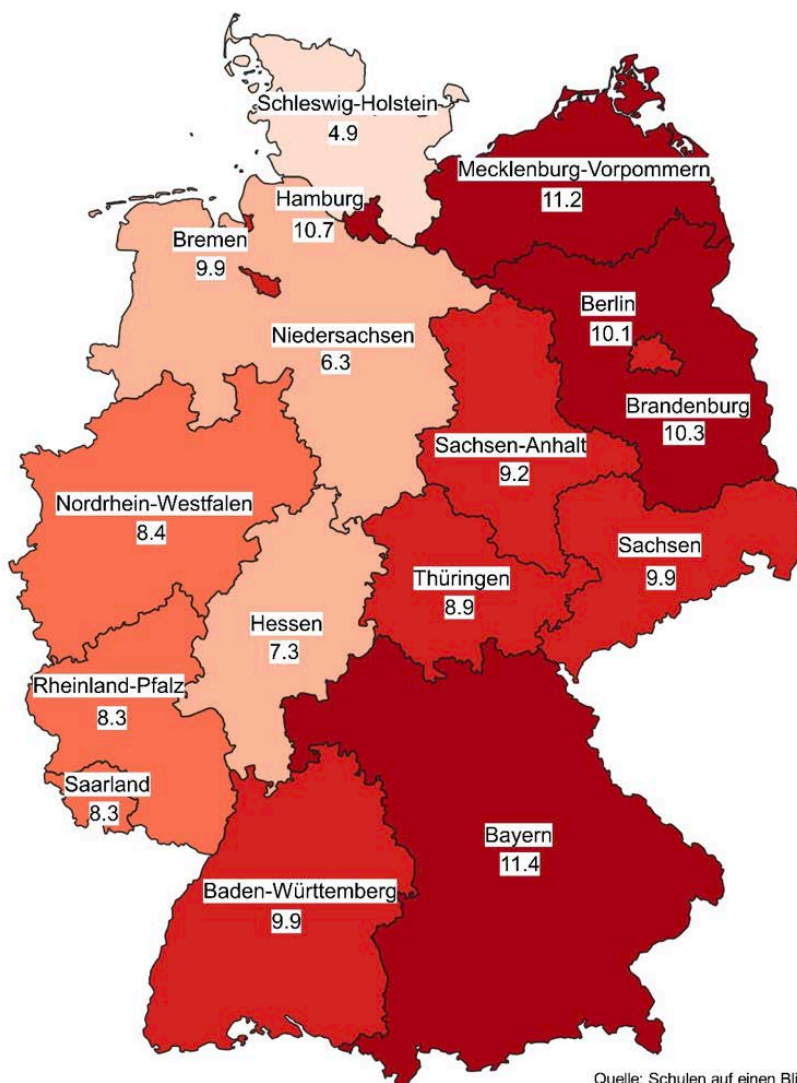 Schleswig-Holstein
4.9
Mecklenburg-Vorpommern
11.2
Hamburg
10.7
Bremen
9.9
Berlin
10.1
Niedersachsen
6.3
Brandenburg
10.3
Sachsen-Anhalt
9.2
Nordrhein-Westfalen
8.4
Sachsen
9.9
Thüringen
8.9
Hessen
7.3
Rheinland-Pfalz
8.3
Saarland
8.3
Bayern
11.4
Baden-Württemberg
9.9
Quelle: Schulen auf einen Bli